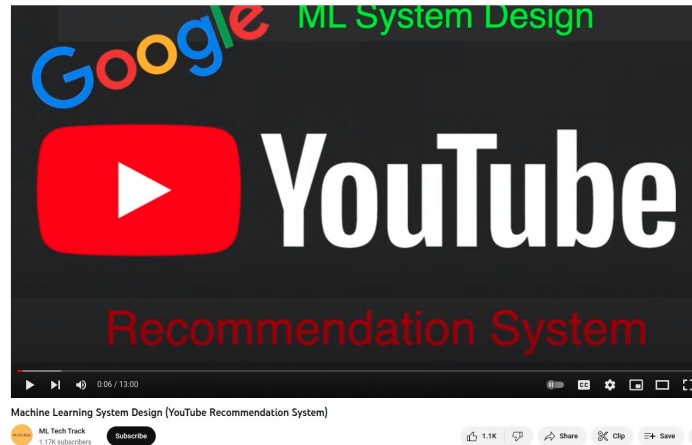 Google
ML System Design
YouTube
Recommendation System
0:06 / 13:00
CC
Machine Learning System Design (YouTube Recommendation System)
ML Tech Track
1.17K subscribers
Subscribe
1.1K
Share
Clip
Save